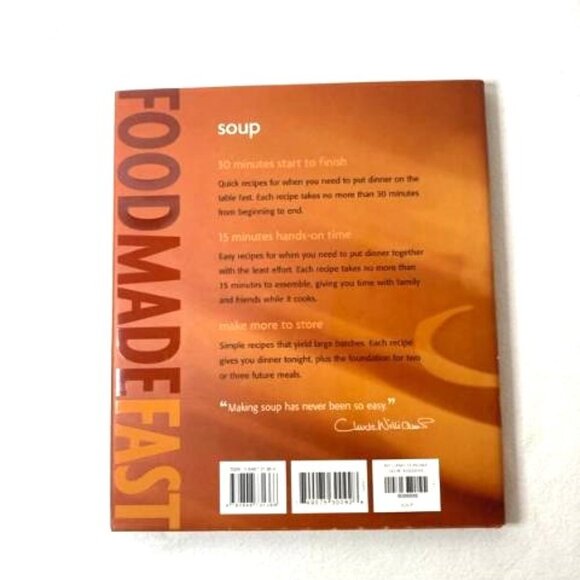 FOODMADEFAST
soup
30 minutes start to finish
Quick recipes for when you need to put dinner on the
table fast. Each recipe takes no more than 30 minutes
from beginning to end.
15 minutes hands-on time
Easy recipes for when you need to put dinner together
with the least effort. Each recipe takes no more than
15 minutes to assemble, giving you time with family
and friends while it cooks.
make more to store
Simple recipes that yield large batches. Each recipe
gives you dinner tonight, plus the foundation for two
or three future meals.
“Making soup has never been so easy.”
Chuck Williams